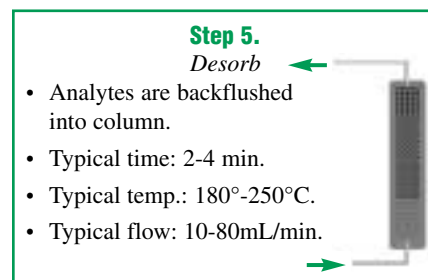 Step 5.
Desorb
• Analytes are backflushed
into column.
• Typical time: 2-4 min.
• Typical temp.: 180°-250°C.
• Typical flow: 10-80mL/min.